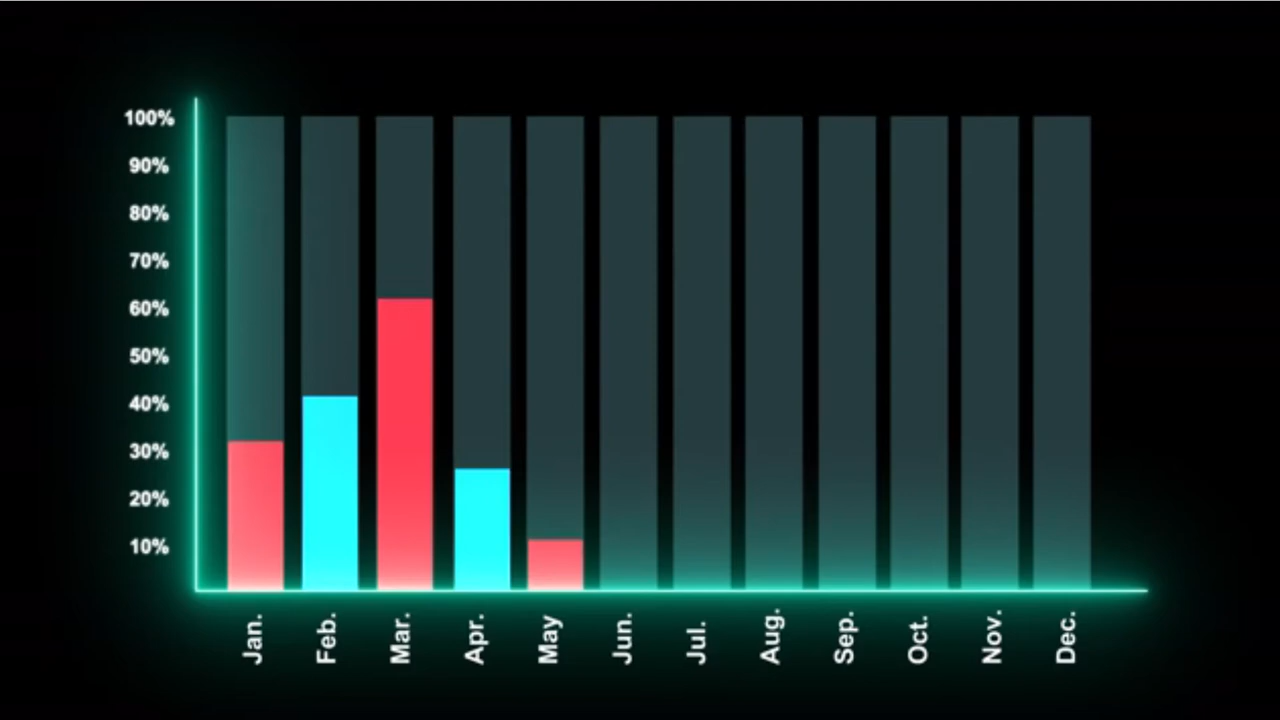 100%
90%
80%
70%
60%
50%
40%
30%
20%
10%
Jan.
Feb.
Mar.
Apr.
May
Jun.
Jul.
Aug.
Sep.
Oct.
Nov.
Dec.